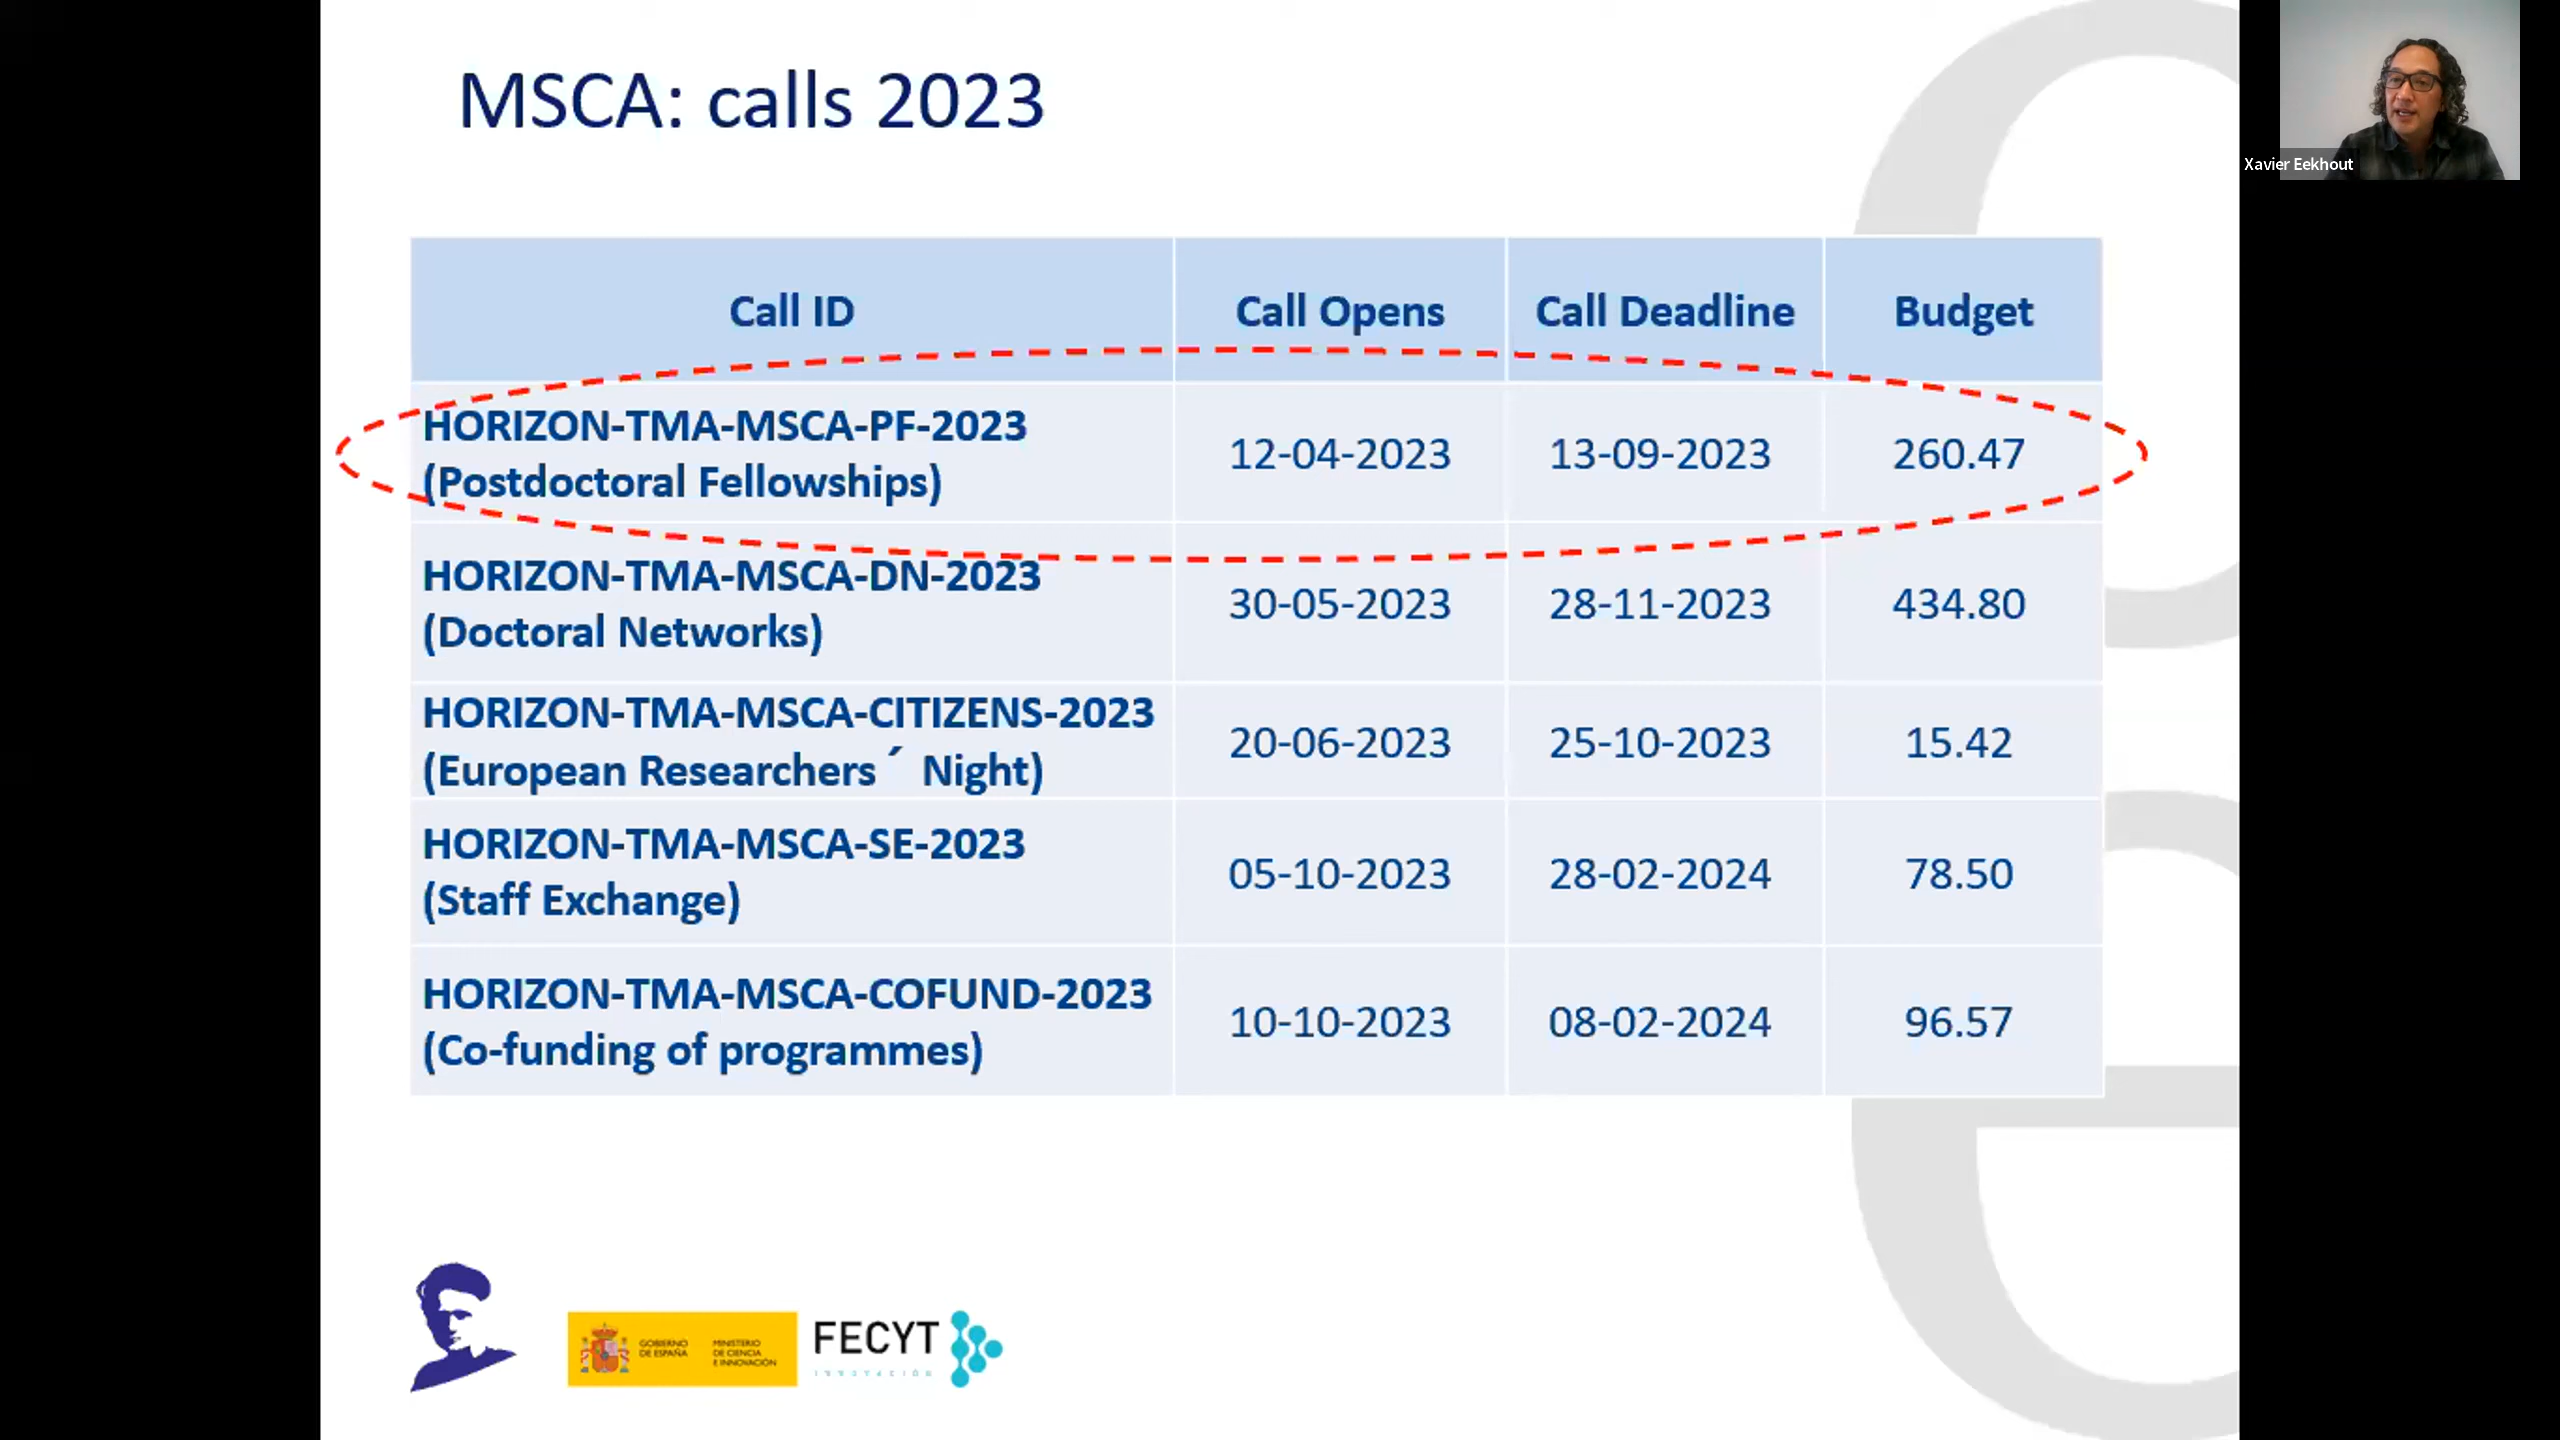 MSCA: calls 2023
Xavier Eekhout
Call ID
Call Opens
Call Deadline
Budget
HORIZON-TMA-MSCA-PF-2023
(Postdoctoral Fellowships)
12-04-2023
13-09-2023
260.47
HORIZON-TMA-MSCA-DN-2023
(Doctoral Networks)
30-05-2023
28-11-2023
434.80
HORIZON-TMA-MSCA-CITIZENS-2023
(European Researchers´ Night)
20-06-2023
25-10-2023
15.42
HORIZON-TMA-MSCA-SE-2023
(Staff Exchange)
05-10-2023
28-02-2024
78.50
HORIZON-TMA-MSCA-COFUND-2023
(Co-funding of programmes)
10-10-2023
08-02-2024
96.57
GOBIERNO
DE ESPAÑA
MINISTERIO
DE CIENCIA
E INNOVACIÓN
FECYT
INNOVACIÓN